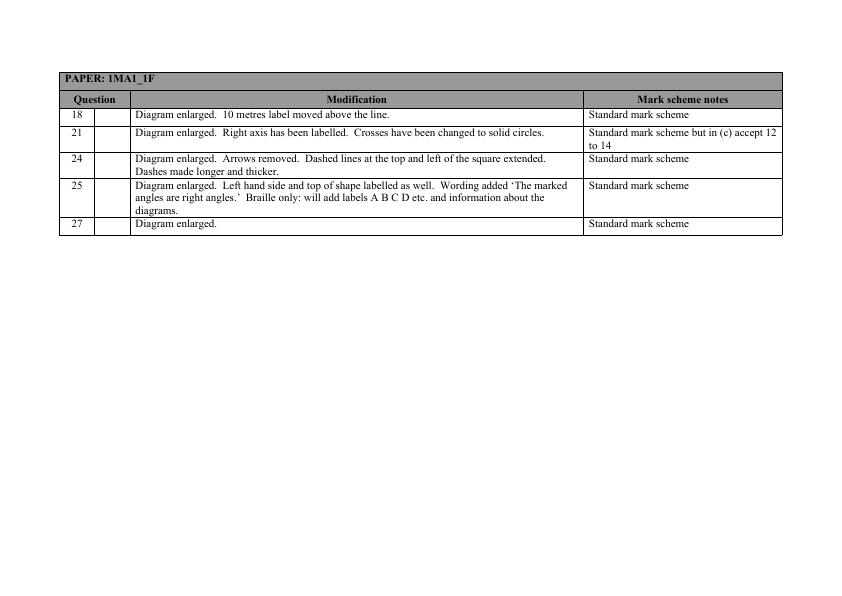 PAPER: 1MA1_1F
Question Modification Mark scheme notes
18 Diagram enlarged. 10 metres label moved above the line. Standard mark scheme
21 Diagram enlarged. Right axis has been labelled. Crosses have been changed to solid circles. Standard mark scheme but in (c) accept 12
to 14
24 Diagram enlarged. Arrows removed. Dashed lines at the top and left of the square extended. Standard mark scheme
Dashes made longer and thicker.
25 Diagram enlarged. Left hand side and top of shape labelled as well. Wording added ‘The marked Standard mark scheme
angles are right angles.’ Braille only: will add labels A B C D etc. and information about the
diagrams.
27 Diagram enlarged. Standard mark scheme